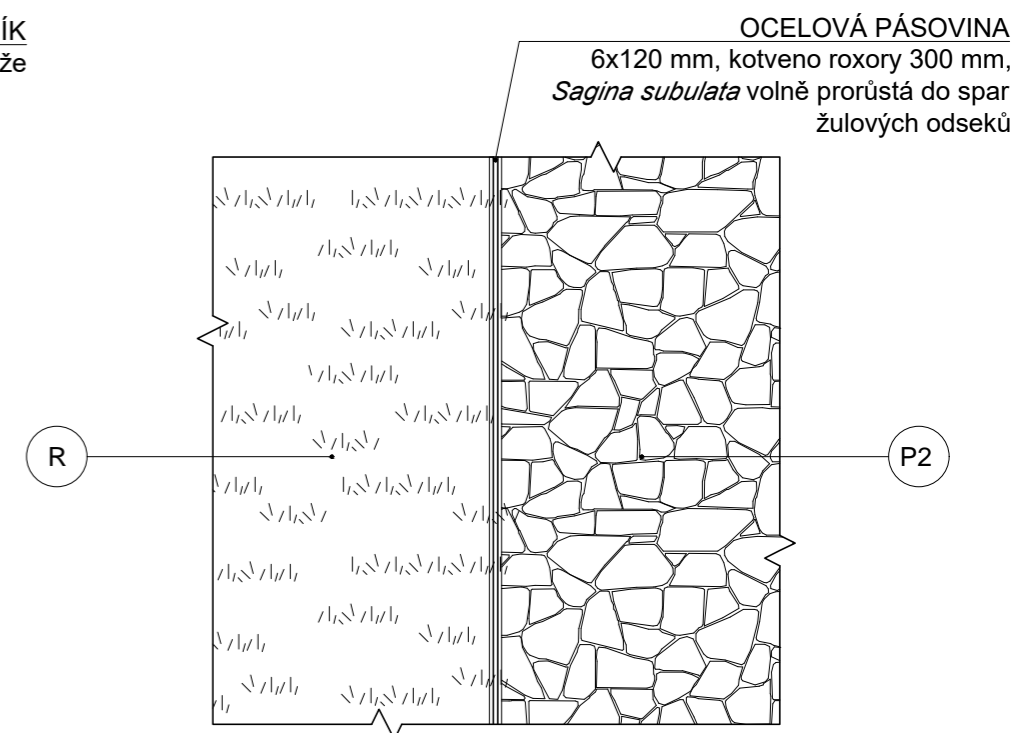 ÍK
že
OCELOVÁ PÁSOVINA
6x120 mm, kotveno roxory 300 mm,
Sagina subulata volně prorůstá do spar
žulových odseků
R
P2